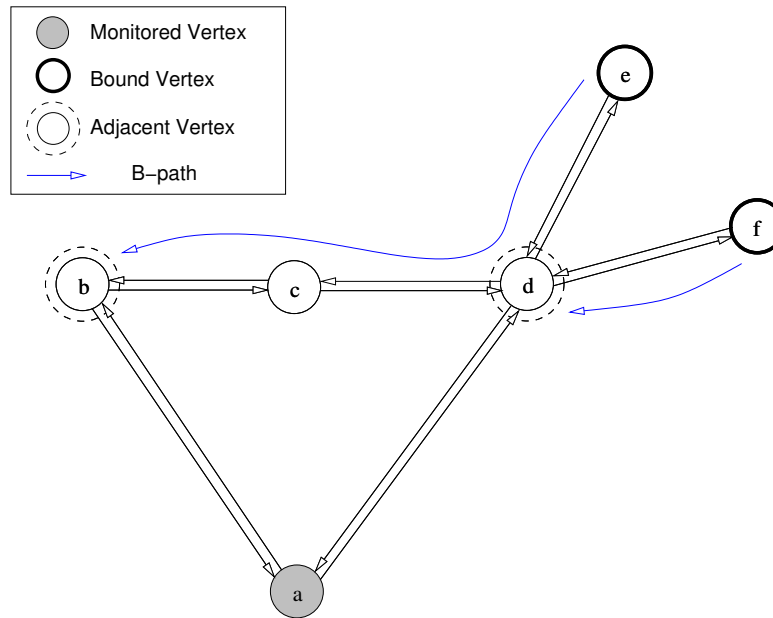 Monitored Vertex
Bound Vertex
Adjacent Vertex
B-path
e
f
b
c
d
a